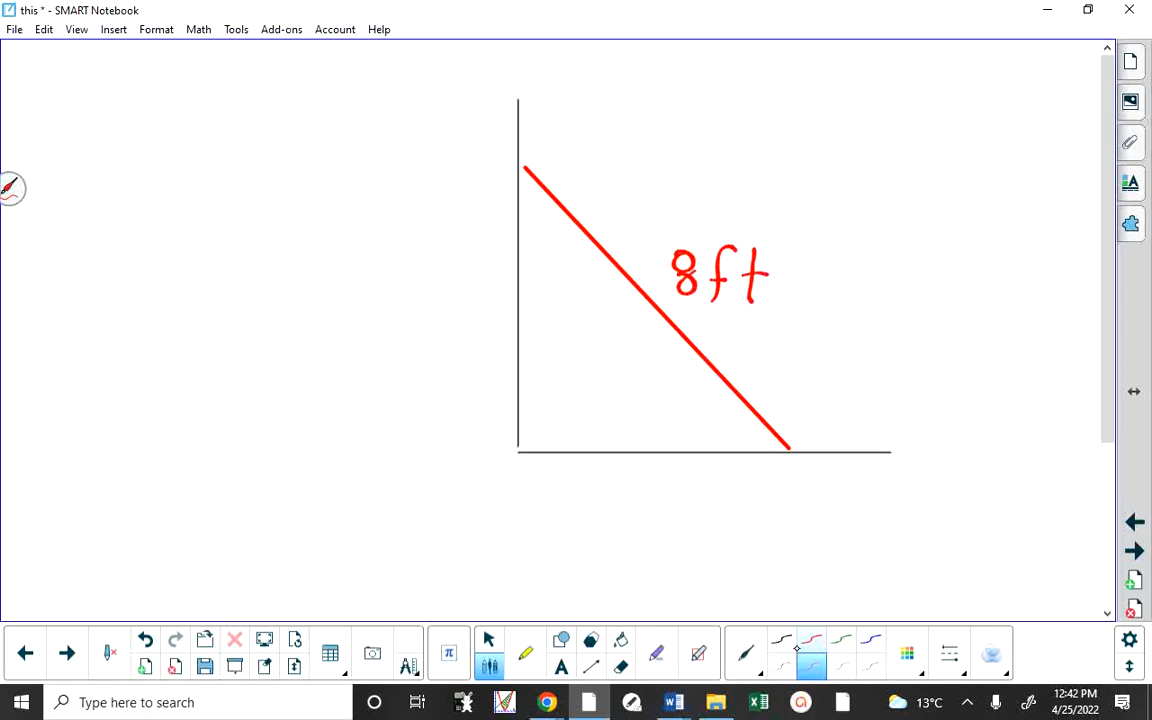 this * - SMART Notebook
File Edit View Insert Format Math Tools Add-ons Account Help
8ft
π
A
Type here to search
13°C
12:42 PM
4/25/2022